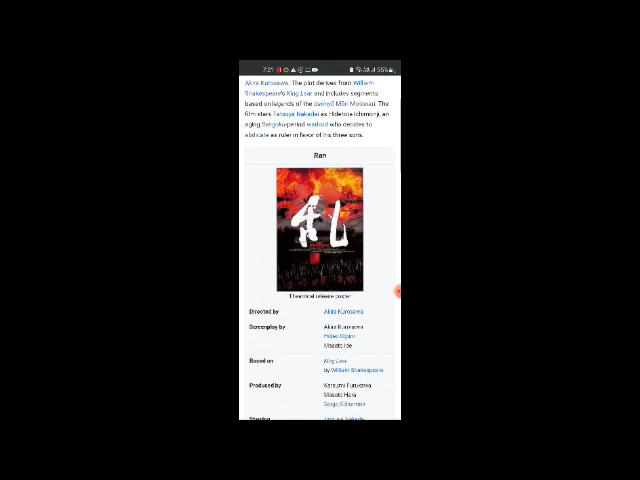 7:21
55%
Akira Kurosawa. The plot derives from William
Shakespeare's King Lear and includes segments
based on legends of the daimyō Mōri Motonari. The
film stars Tatsuya Nakadai as Hidetora Ichimonji, an
aging Sengoku-period warlord who decides to
abdicate as ruler in favor of his three sons.
Ran
乱
Theatrical release poster
Directed by Akira Kurosawa
Screenplay by Akira Kurosawa
Hideo Oguni
Masato Ide
Based on King Lear
by William Shakespeare
Produced by Katsumi Furukawa
Masato Hara
Serge Silberman
Starring Tatsuya Nakadai